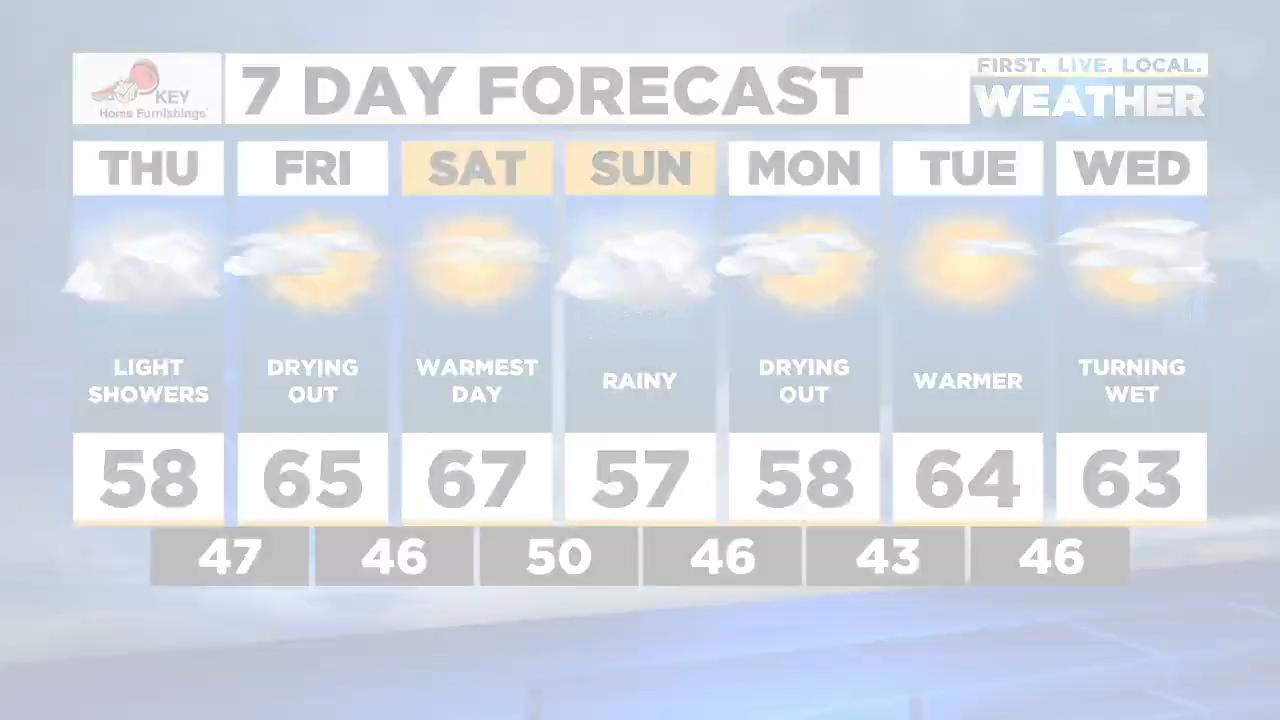 KEY
Home Furnishings
7 DAY FORECAST
FIRST. LIVE. LOCAL.
WEATHER
THU FRI SAT SUN MON TUE WED
LIGHT SHOWERS
DRYING OUT
WARMEST DAY
RAINY
DRYING OUT
WARMER
TURNING WET
58 65 67 57 58 64 63
47 46 50 46 43 46